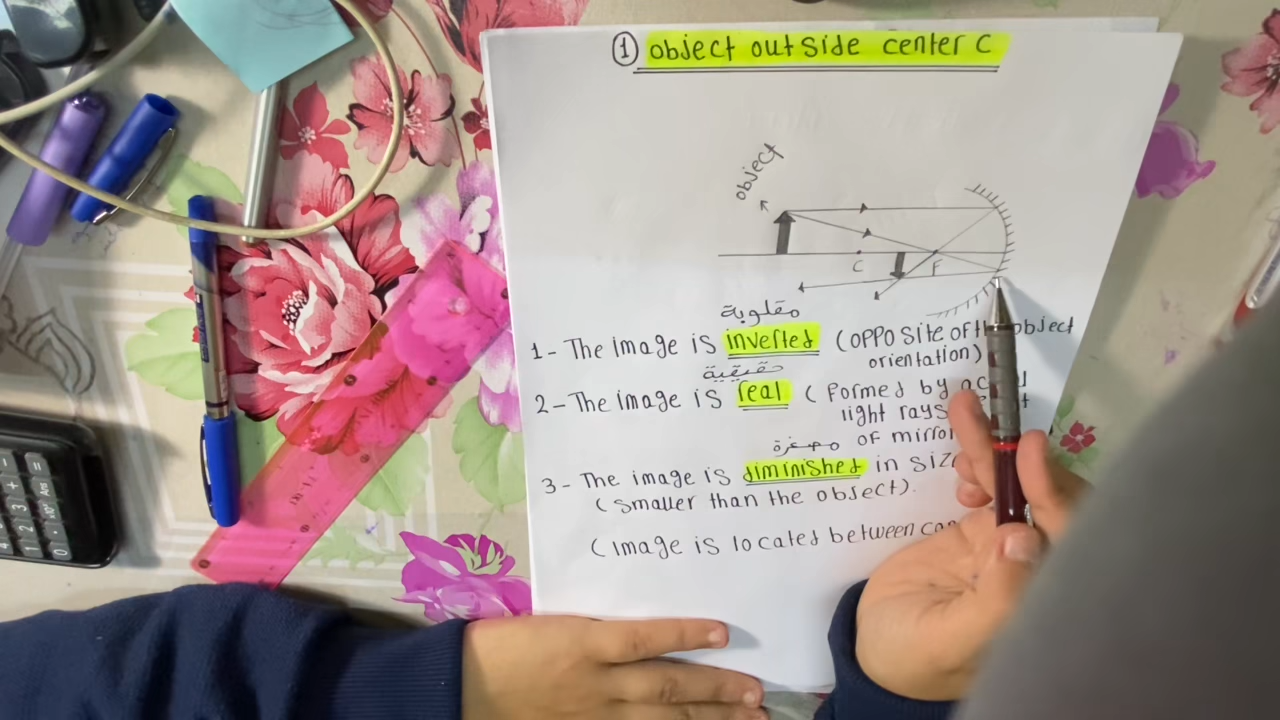 ① object outside center C
object
C
F
مقلوبة
1- The image is inverted (opposite of the object
orientation)
حقيقية
2- The image is real (formed by
light rays
مصغرة
of mirror
3- The image is diminished in size
(smaller than the object).
(image is located between